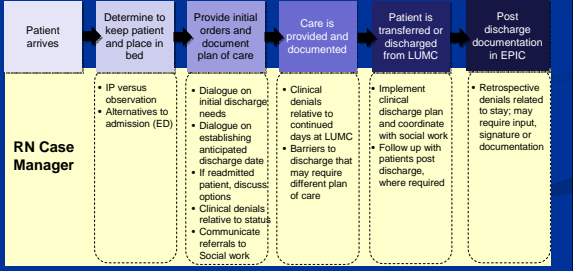 Patient
arrives
Determine to
keep patient
and place in
bed
Provide initial
orders and
document
plan of care
Care is
provided and
documented
Patient is
transferred or
discharged
from LUMC
Post
discharge
documentation
in EPIC
RN Case
Manager
• IP versus
observation
• Alternatives to
admission (ED)
• Dialogue on
initial discharge
needs
• Dialogue on
establishing
anticipated
discharge date
• If readmitted
patient, discuss
options
• Clinical denials
relative to status
• Communicate
referrals to
Social work
• Clinical
denials
relative to
continued
days at LUMC
• Barriers to
discharge that
may require
different plan
of care
• Implement
clinical
discharge plan
and coordinate
with social work
• Follow up with
patients post
discharge,
where required
• Retrospective
denials related
to stay; may
require input,
signature or
documentation